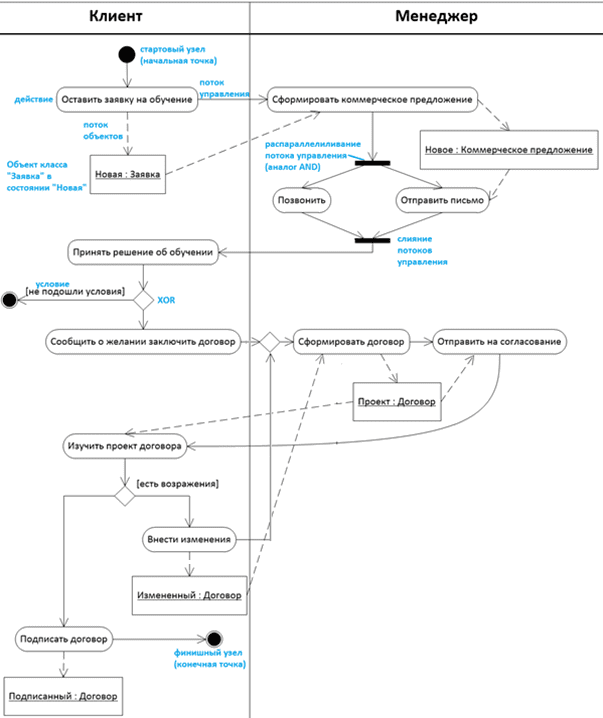 Клиент
Менеджер
стартовый узел
(начальная точка)
действие
Оставить заявку на обучение
поток
управления
Сформировать коммерческое предложение
поток
объектов
распараллеливание
потока управления
(аналог AND)
Новое : Коммерческое предложение
Объект класса
"Заявка" в
состоянии "Новая"
Новая : Заявка
Позвонить
Отправить письмо
слияние
потоков
управления
Принять решение об обучении
условие
[не подошли условия]
XOR
Сообщить о желании заключить договор
Сформировать договор
Отправить на согласование
Проект : Договор
Изучить проект договора
[есть возражения]
Внести изменения
Измененный : Договор
Подписать договор
финишный узел
(конечная точка)
Подписанный : Договор